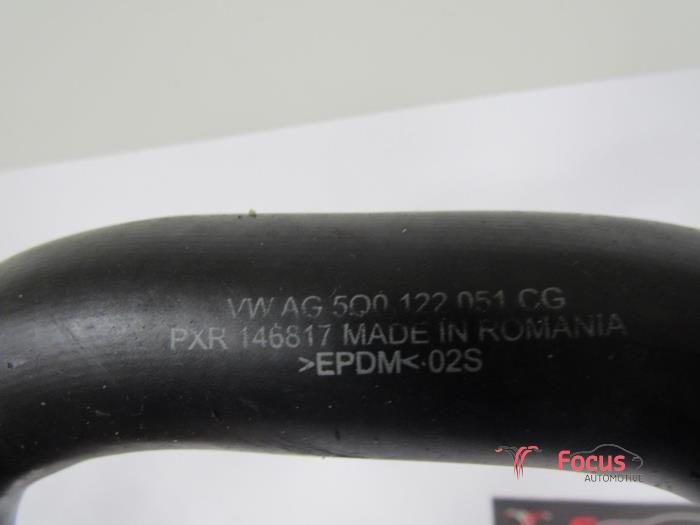 VW AG 5Q0 122 051 CG
PXR 146817 MADE IN ROMANIA
>EPDM< 02S
Focus
AUTOMOTIVE